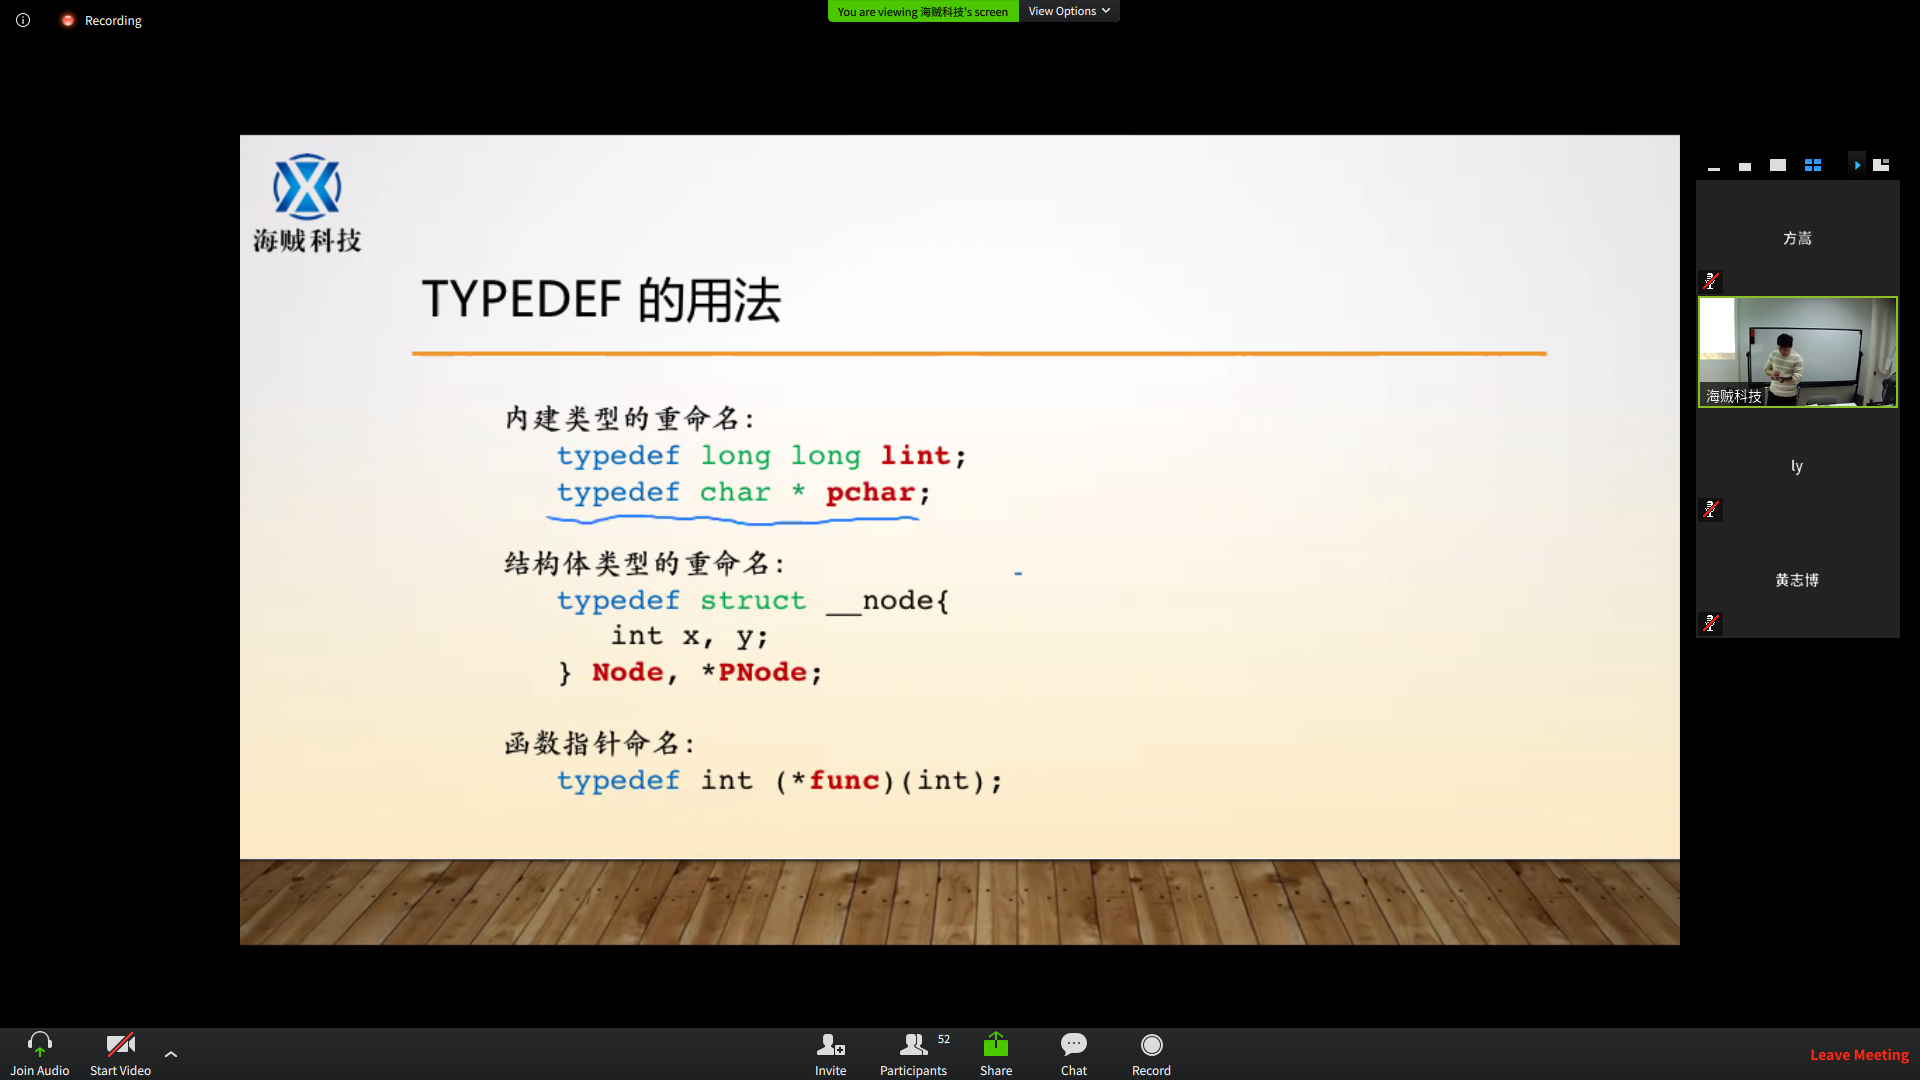 Recording
You are viewing 海贼科技's screen
View Options
海贼科技
TYPEDEF 的用法
内建类型的重命名:
typedef long long lint;
typedef char * pchar;
结构体类型的重命名:
typedef struct __node{
int x, y;
} Node, *PNode;
函数指针命名:
typedef int (*func)(int);
方嵩
海贼科技
ly
黄志博
Join Audio
Start Video
Invite
Participants
52
Share
Chat
Record
Leave Meeting